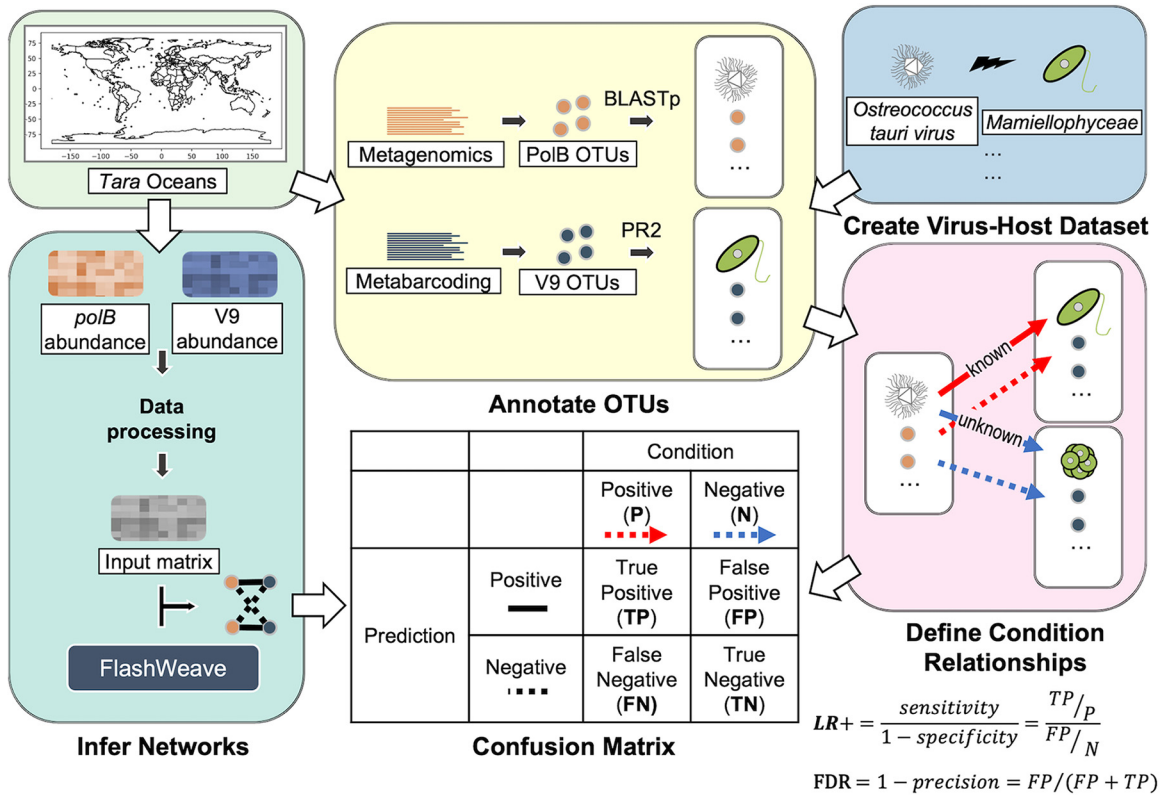 75
50
25
0
-25
-50
-75
-150
-100
-50
0
50
100
150
Tara Oceans
Metagenomics
PolB OTUs
BLASTp
...
Metabarcoding
V9 OTUs
PR2
...
Annotate OTUs
Ostreococcus
tauri virus
Mamiellophyceae
...
...
Create Virus-Host Dataset
polB
abundance
V9
abundance
Data
processing
Input matrix
FlashWeave
Infer Networks
known
unknown
...
...
...
Define Condition
Relationships
Condition
Positive
(P)
Negative
(N)
Prediction
Positive
True
Positive
(TP)
False
Positive
(FP)
Negative
False
Negative
(FN)
True
Negative
(TN)
Confusion Matrix
LR+ = sensitivity / 1 − specificity = TP/P / FP/N
FDR = 1 − precision = FP/(FP + TP)